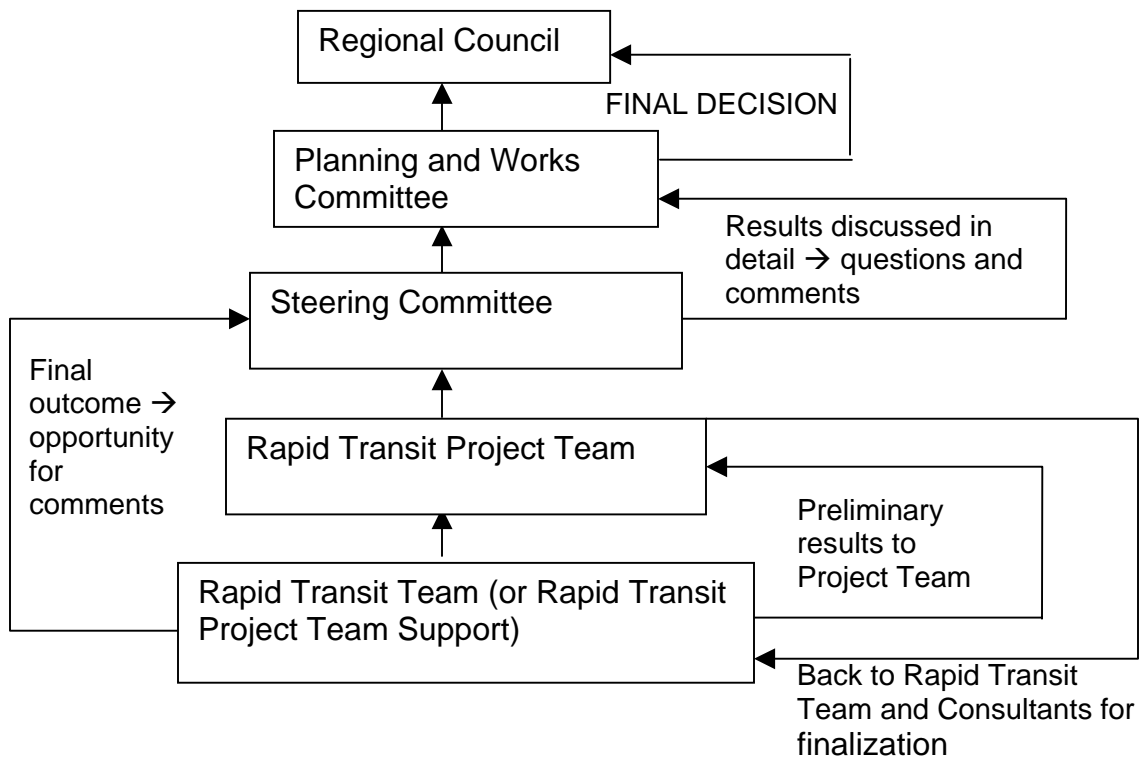 Regional Council
FINAL DECISION
Planning and Works
Committee
Results discussed in
detail → questions and
comments
Steering Committee
Final
outcome →
opportunity
for
comments
Rapid Transit Project Team
Preliminary
results to
Project Team
Rapid Transit Team (or Rapid Transit
Project Team Support)
Back to Rapid Transit
Team and Consultants for
finalization